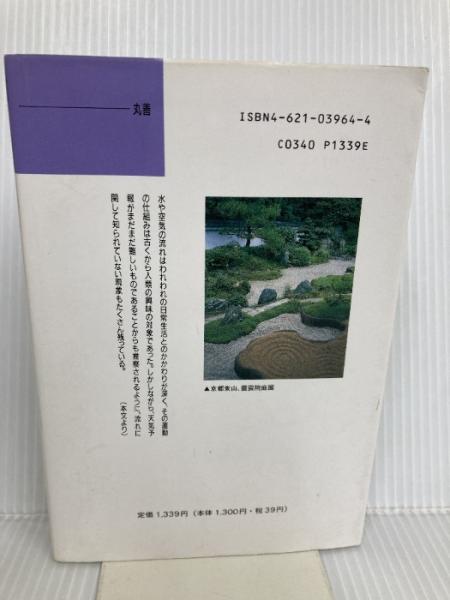 丸善
ISBN4-621-03964-4
C0340 P1339E
水や空気の流れはわれわれの日常生活とのかかわりが深く、その運動
の仕組みは古くから人類の興味の対象であった。しかしながら、天気予
報がまだまだ難しいものであることからも推察されるように、流れに
関して知られていない現象もたくさん残っている。
(本文より)
▲京都東山、靈雲院庭園
定価1,339円(本体1,300円・税39円)